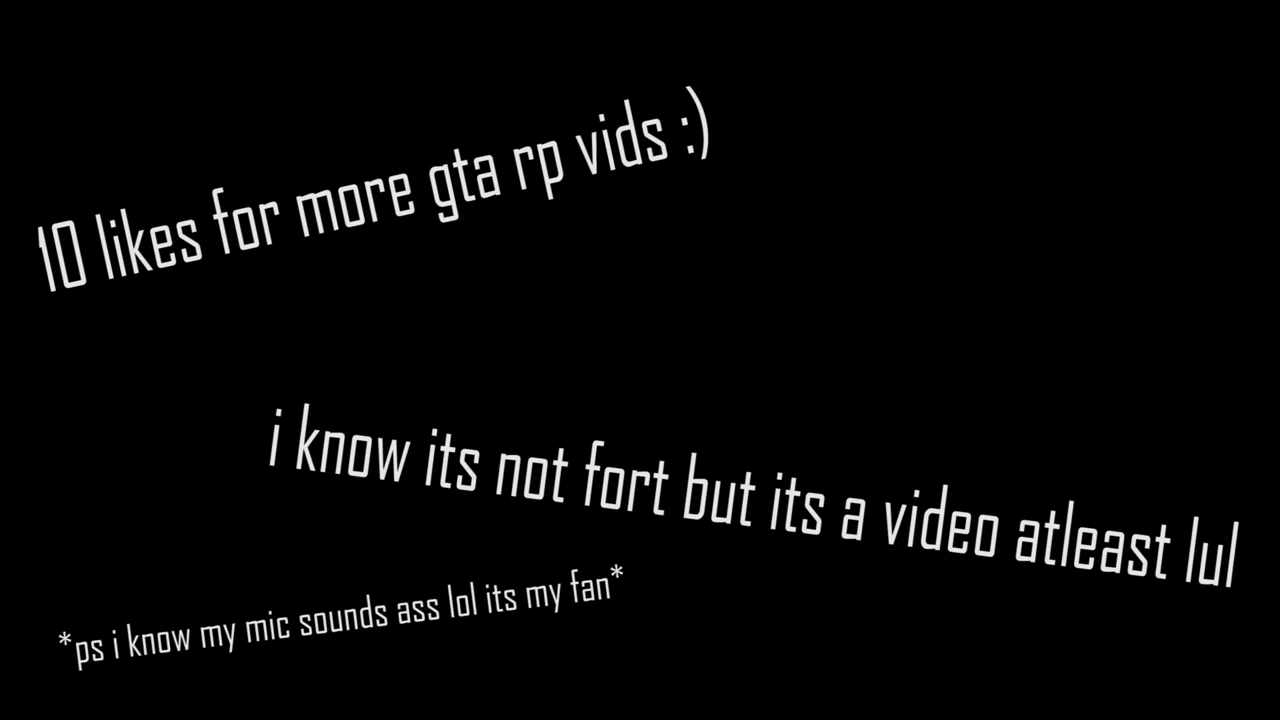 10 likes for more gta rp vids :)
i know its not fort but its a video atleast lul
*ps i know my mic sounds ass lol its my fan*